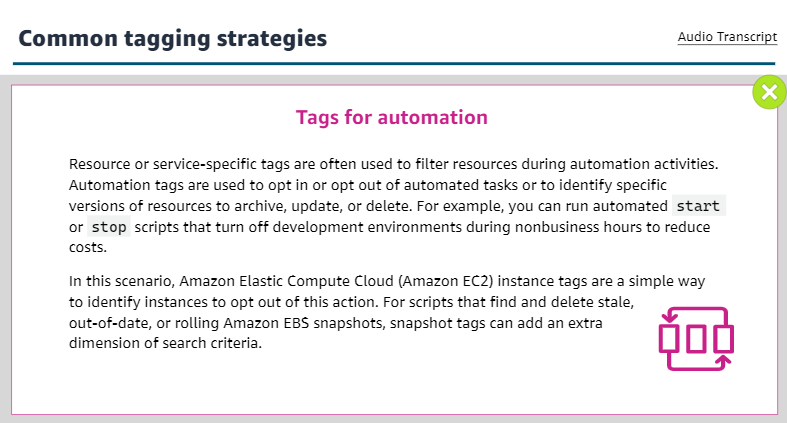 Common tagging strategies
Audio Transcript
Tags for automation
Resource or service-specific tags are often used to filter resources during automation activities.
Automation tags are used to opt in or opt out of automated tasks or to identify specific
versions of resources to archive, update, or delete. For example, you can run automated start
or stop scripts that turn off development environments during nonbusiness hours to reduce
costs.
In this scenario, Amazon Elastic Compute Cloud (Amazon EC2) instance tags are a simple way
to identify instances to opt out of this action. For scripts that find and delete stale,
out-of-date, or rolling Amazon EBS snapshots, snapshot tags can add an extra
dimension of search criteria.